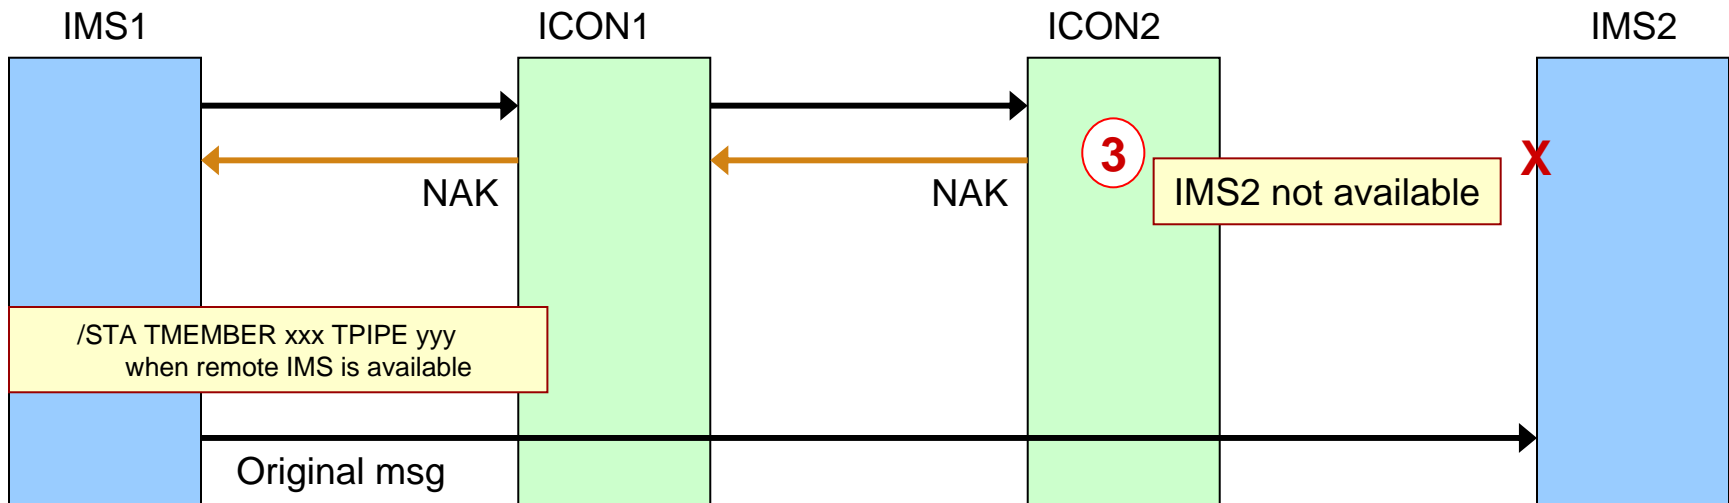 IMS1
ICON1
ICON2
IMS2
3
X
NAK
NAK
IMS2 not available
/STA TMEMBER xxx TPIPE yyy
when remote IMS is available
Original msg